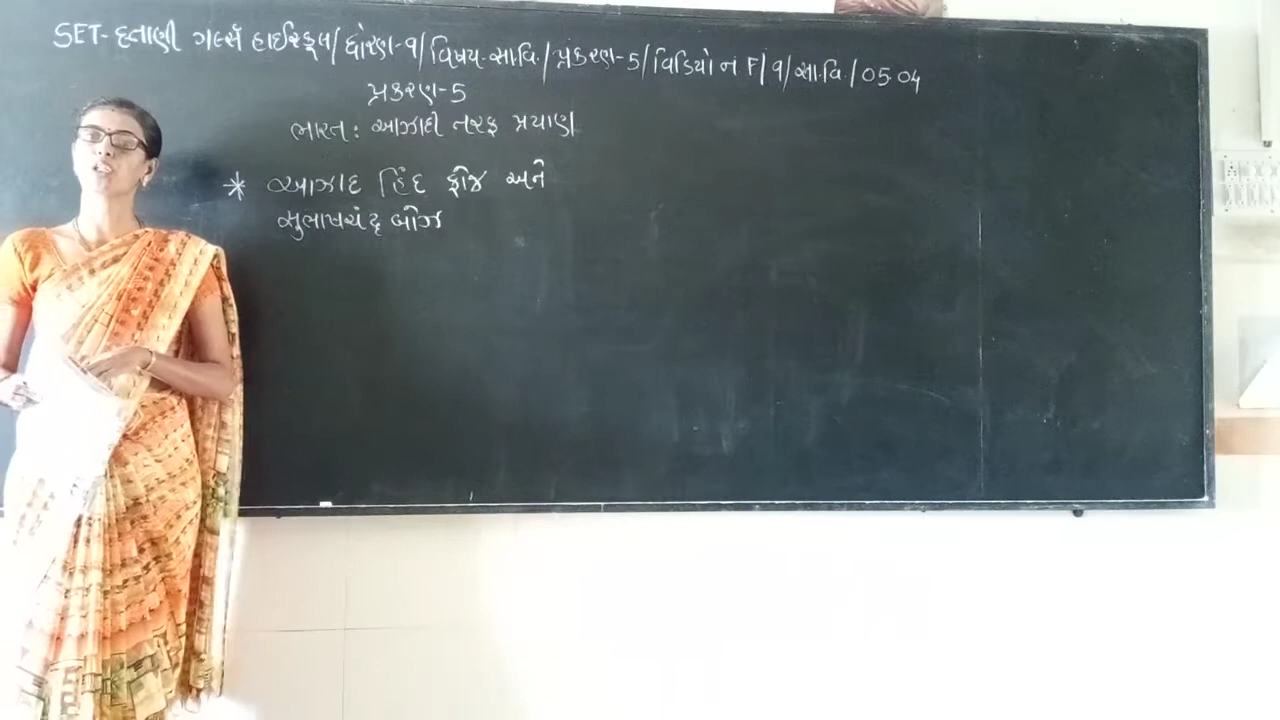 SET- દતાણી ગર્લ્સ હાઈસ્કૂલ/ધોરણ-૧/વિષય-સા.વિ./પ્રકરણ-5/વિડિયો નં F/૧/સા.વિ./05.04
પ્રકરણ-5
ભારત: આઝાદી તરફ પ્રયાણ
* આઝાદ હિંદ ફોજ અને
સુભાષચંદ્ર બોઝ